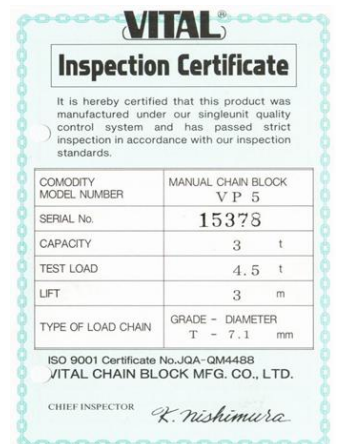 VITAL®
Inspection Certificate
It is hereby certified that this product was
manufactured under our singleunit quality
control system and has passed strict
inspection in accordance with our inspection
standards.
COMODITY MANUAL CHAIN BLOCK
MODEL NUMBER VP 5
SERIAL No. 15378
CAPACITY 3 t
TEST LOAD 4.5 t
LIFT 3 m
TYPE OF LOAD CHAIN GRADE - DIAMETER
T - 7.1 mm
ISO 9001 Certificate No.JQA-QM4488
VITAL CHAIN BLOCK MFG. CO., LTD.
CHIEF INSPECTOR K. Nishimura